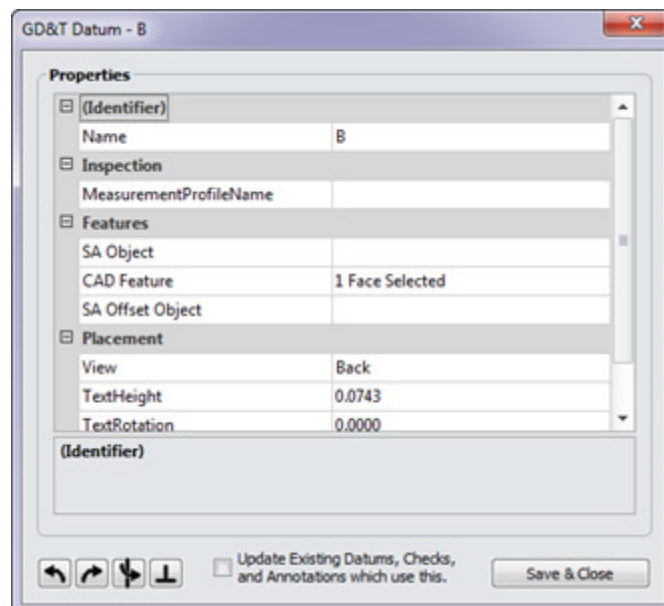 GD&T Datum - B
Properties
(Identifier)
Name B
Inspection
MeasurementProfileName
Features
SA Object
CAD Feature 1 Face Selected
SA Offset Object
Placement
View Back
TextHeight 0.0743
TextRotation 0.0000
(Identifier)
Update Existing Datums, Checks,
and Annotations which use this.
Save & Close